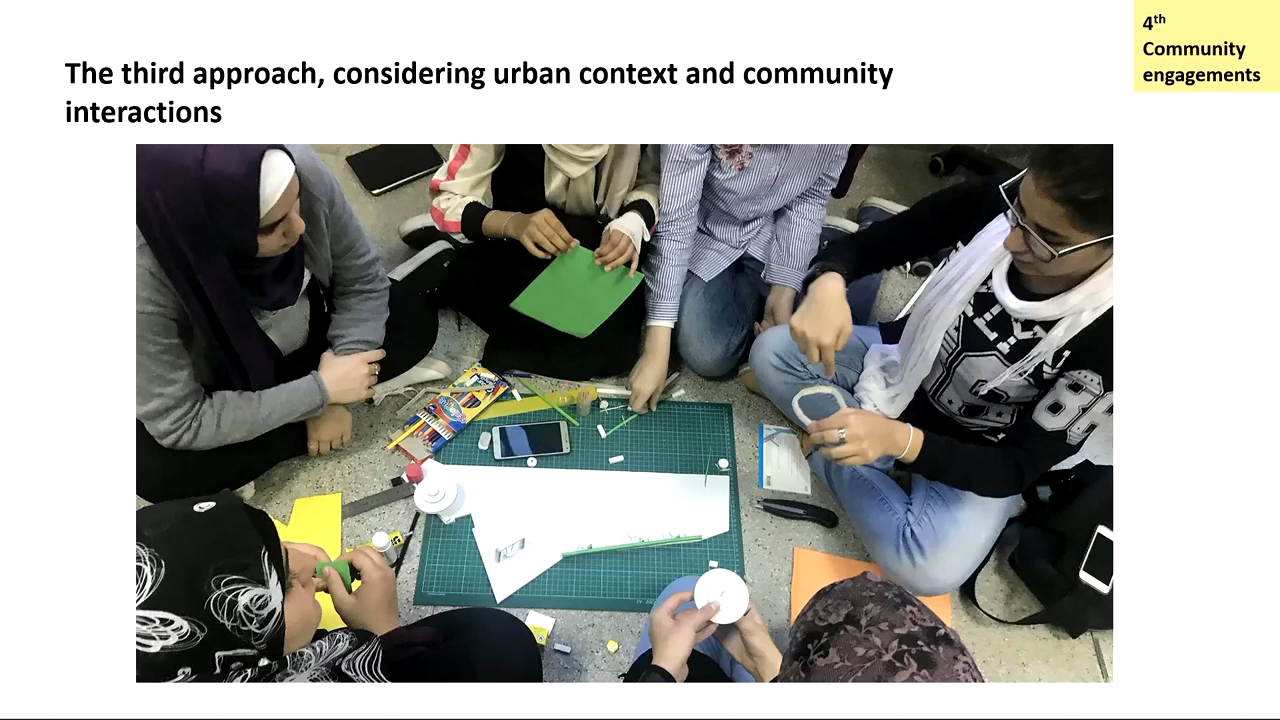 The third approach, considering urban context and community
interactions
4th
Community
engagements